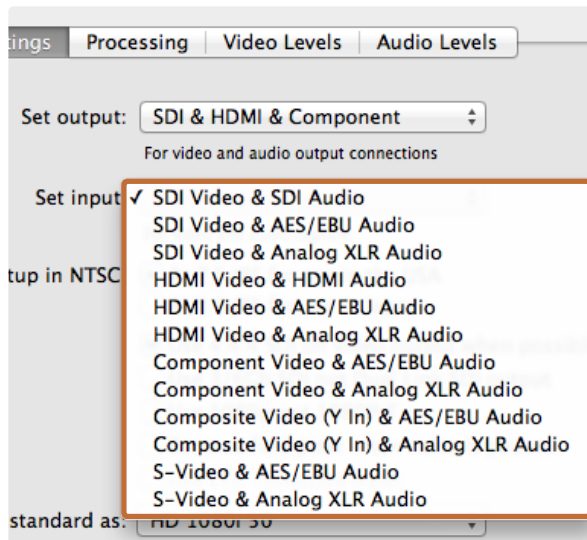 tings Processing Video Levels Audio Levels
Set output: SDI & HDMI & Component
For video and audio output connections
Set input ✓ SDI Video & SDI Audio
SDI Video & AES/EBU Audio
SDI Video & Analog XLR Audio
tup in NTSC
HDMI Video & HDMI Audio
HDMI Video & AES/EBU Audio
HDMI Video & Analog XLR Audio
Component Video & AES/EBU Audio
Component Video & Analog XLR Audio
Composite Video (Y In) & AES/EBU Audio
Composite Video (Y In) & Analog XLR Audio
S-Video & AES/EBU Audio
S-Video & Analog XLR Audio
standard as: HD 1080i 50